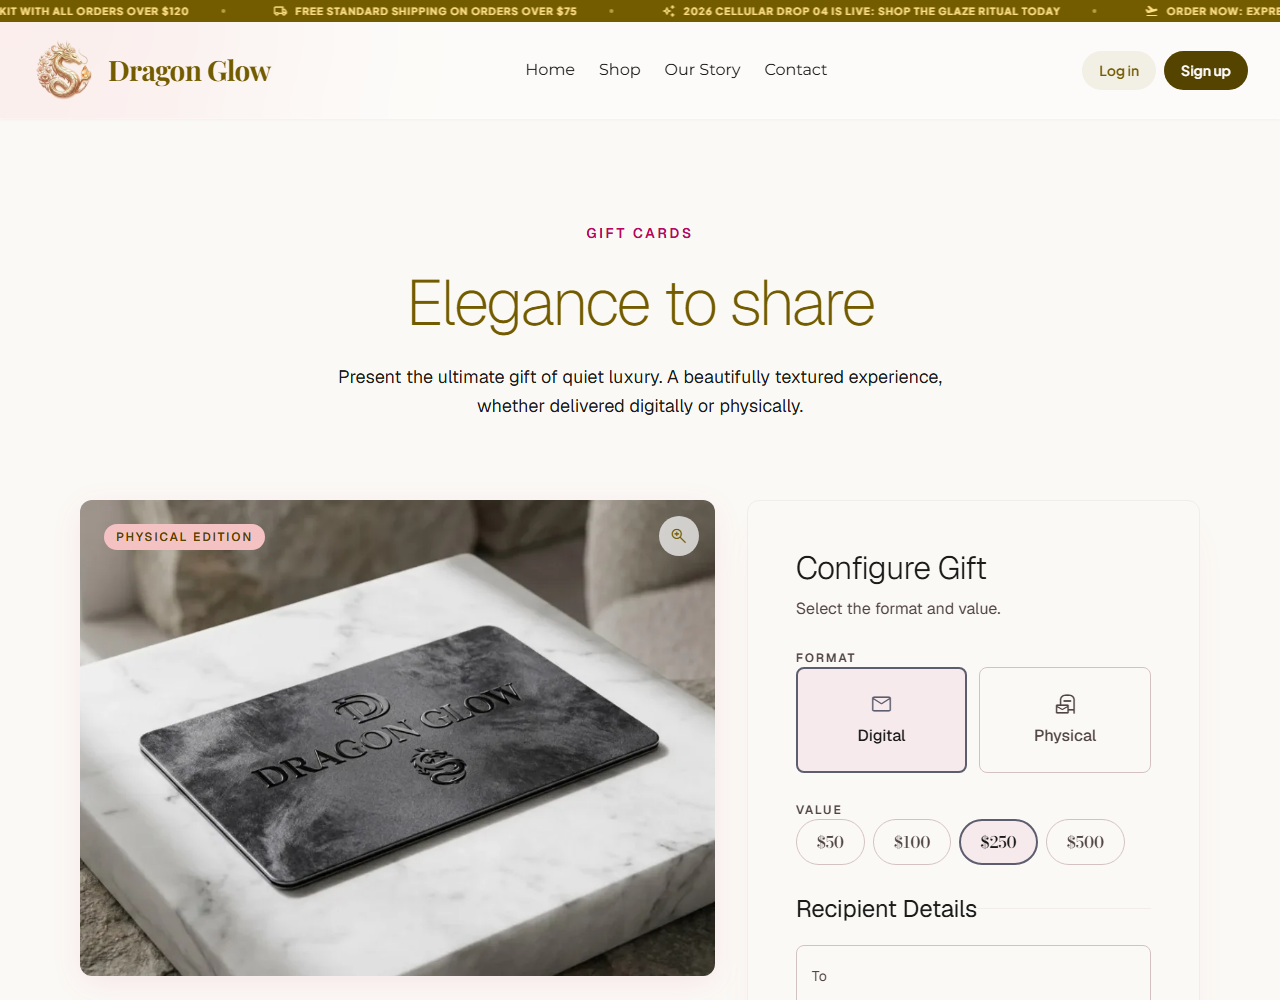 KIT WITH ALL ORDERS OVER $120 • FREE STANDARD SHIPPING ON ORDERS OVER $75 • 2026 CELLULAR DROP 04 IS LIVE: SHOP THE GLAZE RITUAL TODAY • ORDER NOW:
Dragon Glow
Home Shop Our Story Contact
Log in Sign up
GIFT CARDS
Elegance to share
Present the ultimate gift of quiet luxury. A beautifully textured experience,
whether delivered digitally or physically.
PHYSICAL EDITION
DRAGON GLOW
Configure Gift
Select the format and value.
FORMAT
Digital Physical
VALUE
$50 $100 $250 $500
Recipient Details
To